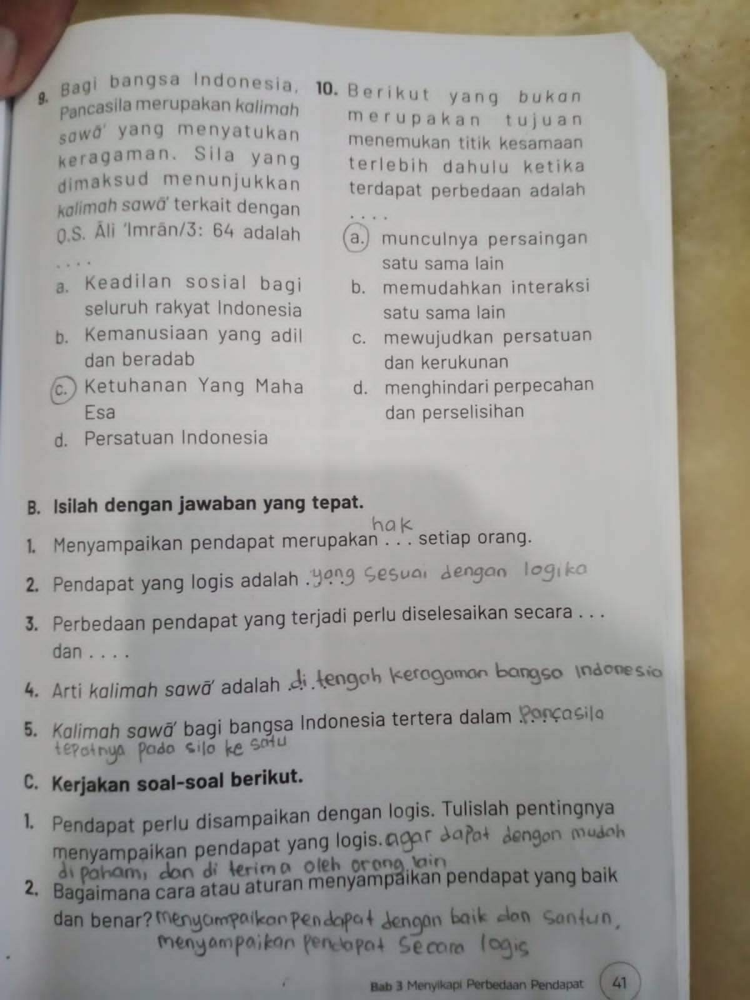 9. Bagi bangsa Indonesia,
Pancasila merupakan kalimah
sawā' yang menyatukan
keragaman. Sila yang
dimaksud menunjukkan
kalimah sawā' terkait dengan
Q.S. Āli 'Imrān/3: 64 adalah
. . . .
a. Keadilan sosial bagi
seluruh rakyat Indonesia
b. Kemanusiaan yang adil
dan beradab
c. Ketuhanan Yang Maha
Esa
d. Persatuan Indonesia
10. Berikut yang bukan
merupakan tujuan
menemukan titik kesamaan
terlebih dahulu ketika
terdapat perbedaan adalah
. . . .
a. munculnya persaingan
satu sama lain
b. memudahkan interaksi
satu sama lain
c. mewujudkan persatuan
dan kerukunan
d. menghindari perpecahan
dan perselisihan
B. Isilah dengan jawaban yang tepat.
hak
1. Menyampaikan pendapat merupakan . . . setiap orang.
2. Pendapat yang logis adalah . . . . yang sesuai dengan logika
3. Perbedaan pendapat yang terjadi perlu diselesaikan secara . . .
dan . . . .
4. Arti kalimah sawā' adalah . . . . di tengah keragaman bangsa Indonesia
5. Kalimah sawā' bagi bangsa Indonesia tertera dalam . . . . Pancasila
tepatnya pada sila ke satu
C. Kerjakan soal-soal berikut.
1. Pendapat perlu disampaikan dengan logis. Tulislah pentingnya
menyampaikan pendapat yang logis. agar dapat dengan mudah
di pahami dan di terima oleh orang lain
2. Bagaimana cara atau aturan menyampaikan pendapat yang baik
dan benar? menyampaikan pendapat dengan baik dan santun,
menyampaikan pendapat secara logis
Bab 3 Menyikapi Perbedaan Pendapat 41